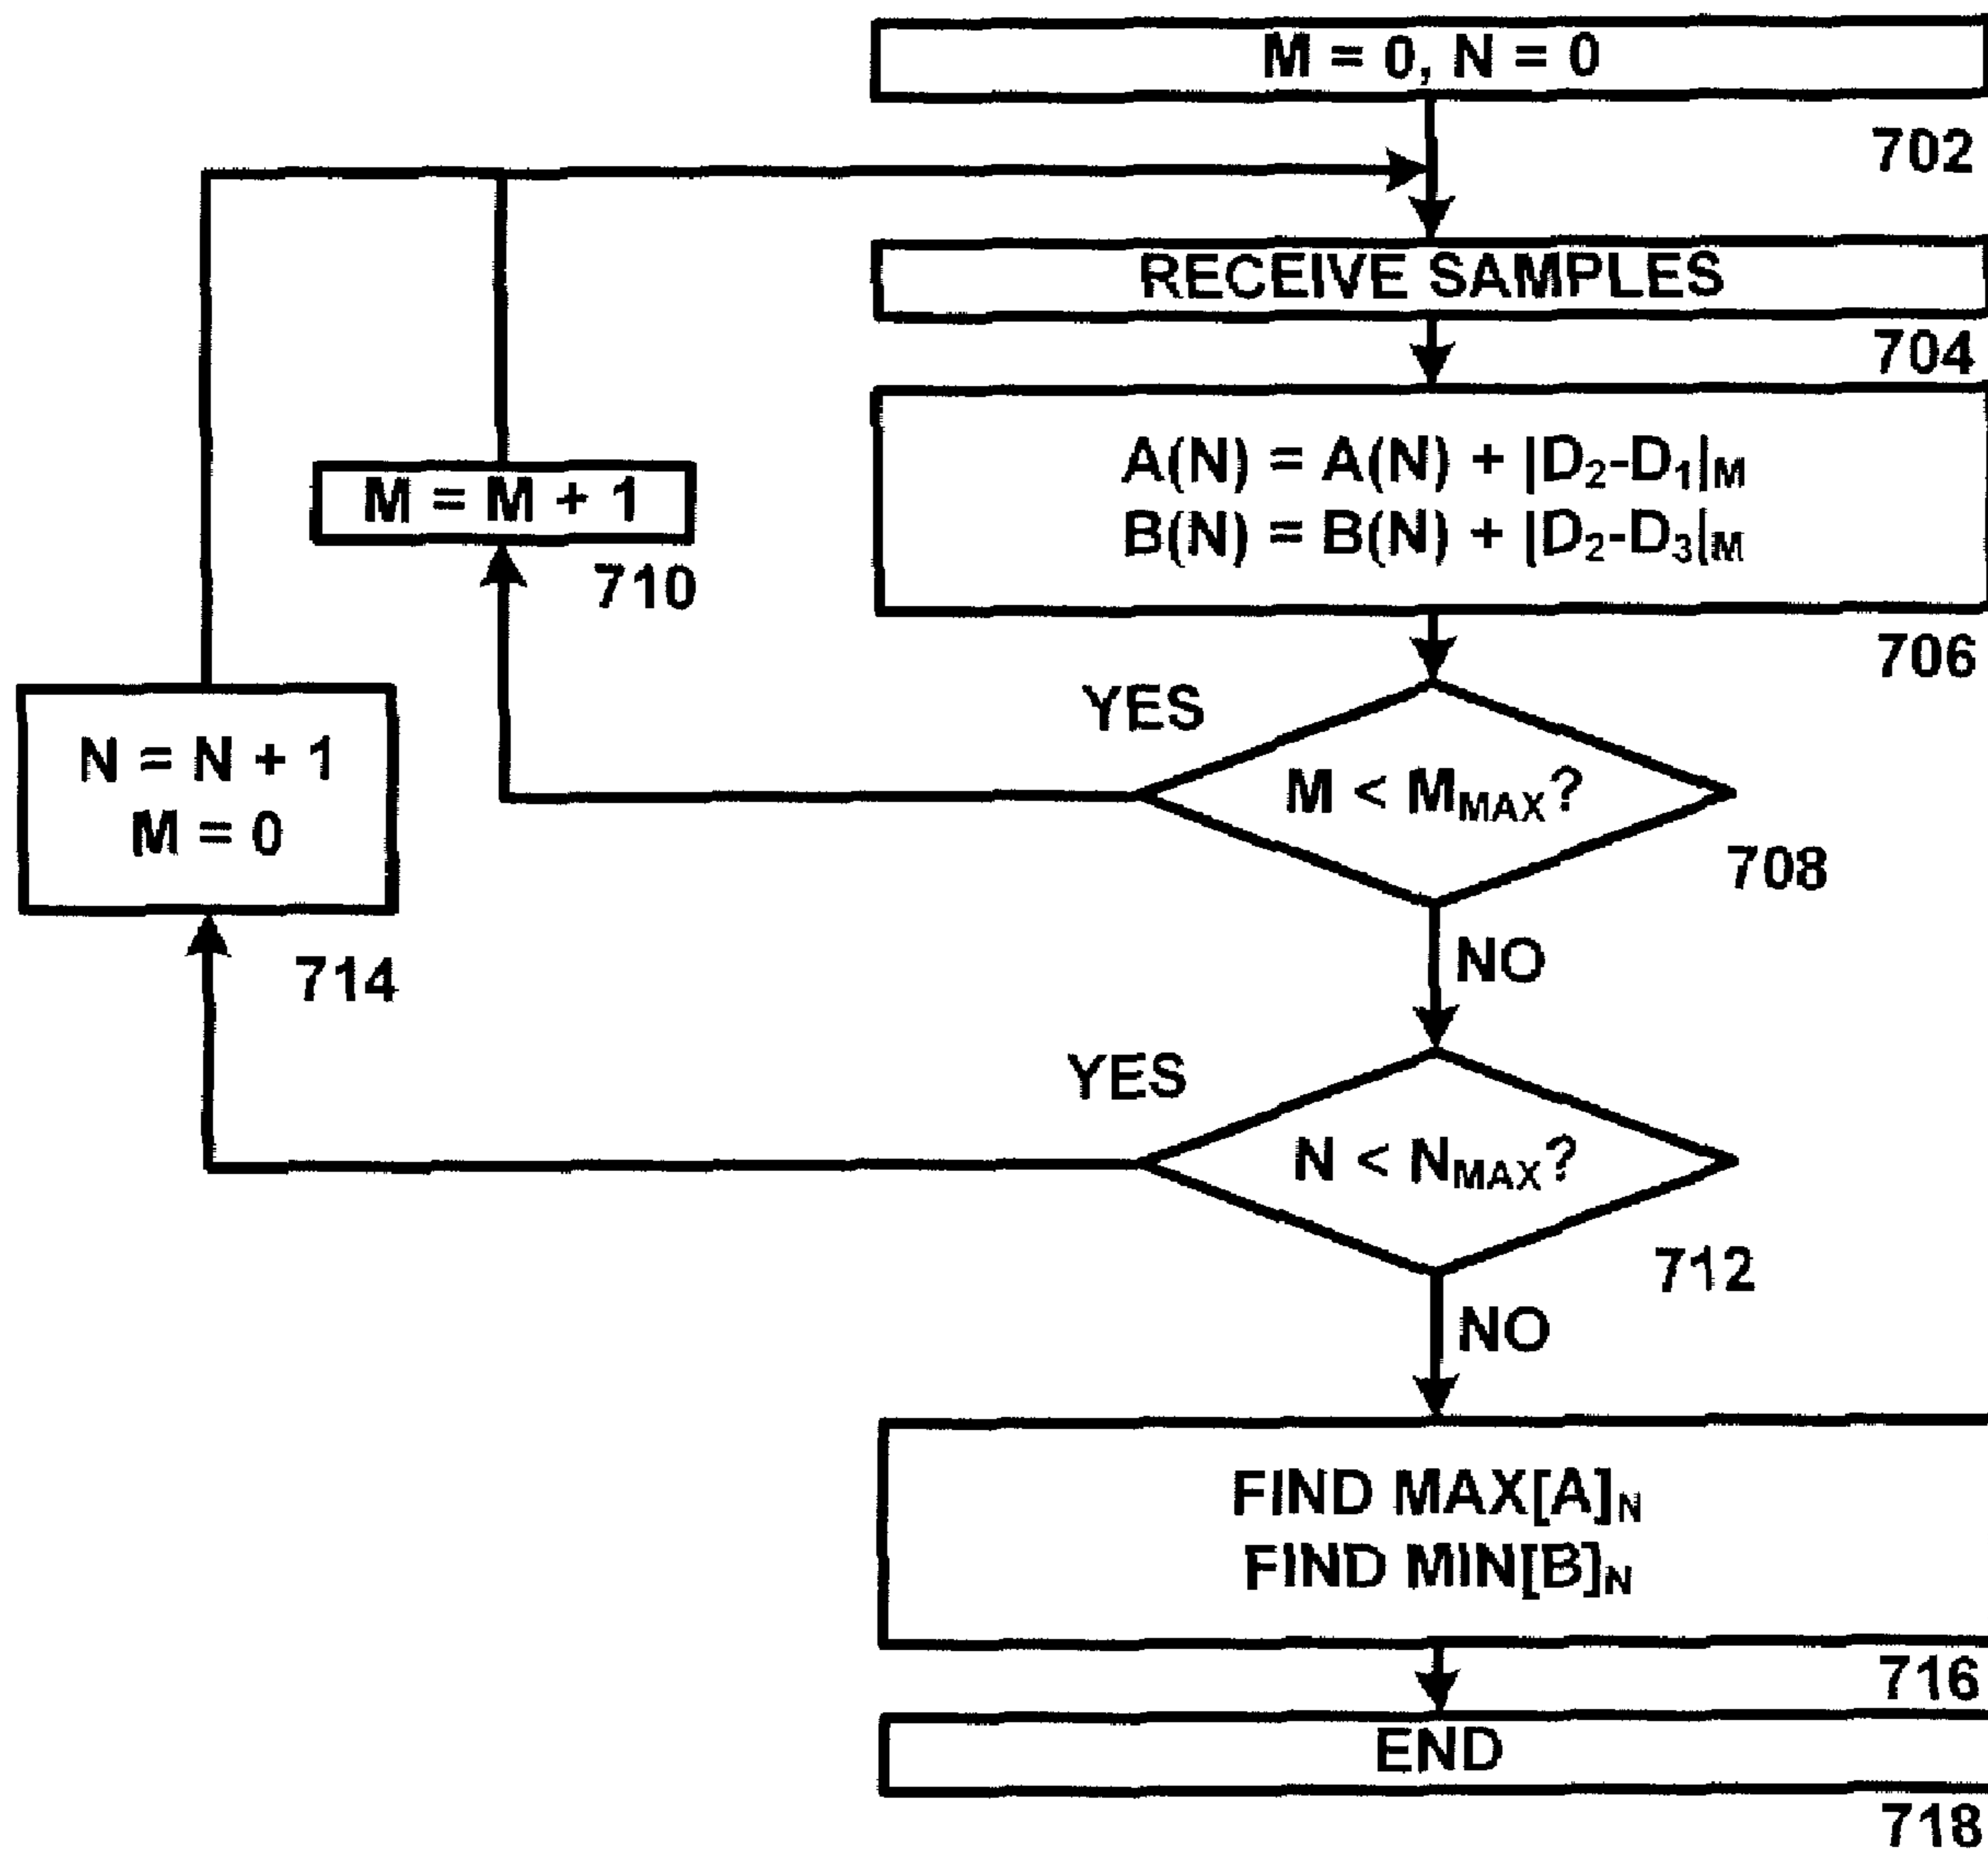 M = 0, N = 0
702
RECEIVE SAMPLES
704
A(N) = A(N) + |D₂-D₁|M
B(N) = B(N) + |D₂-D₃|M
706
M = M + 1
710
YES
M < MMAX?
708
N = N + 1
M = 0
714
NO
YES
N < NMAX?
712
NO
FIND MAX[A]N
FIND MIN[B]N
716
END
718